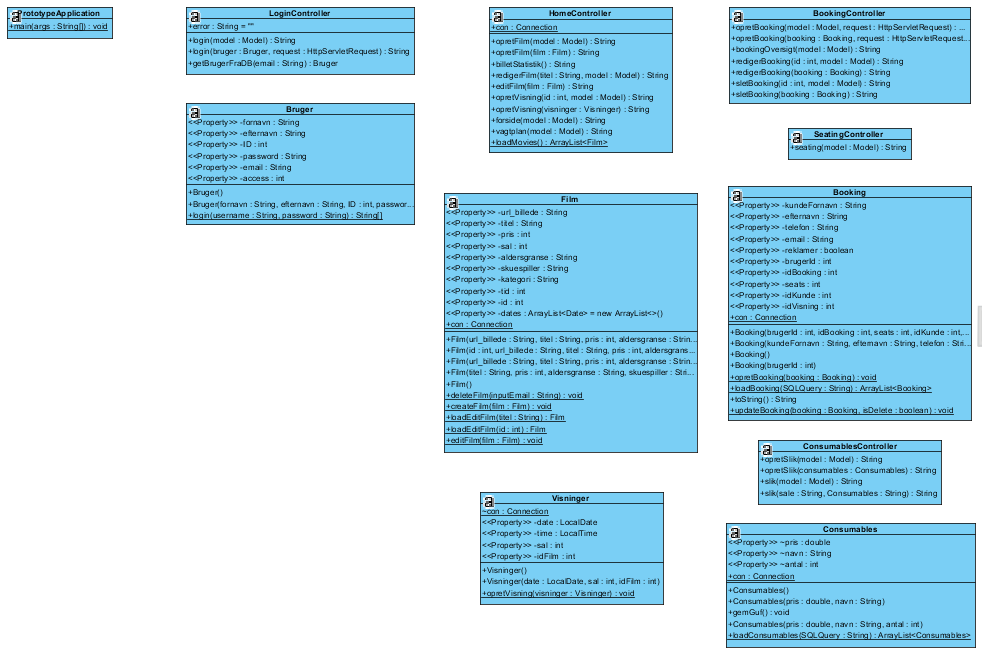 PrototypeApplication
+main(args : String[]) : void
LoginController
+error : String = ""
+login(model : Model) : String
+login(bruger : Bruger, request : HttpServletRequest) : String
+getBrugerFraDB(email : String) : Bruger
Bruger
<<Property>> -fornavn : String
<<Property>> -efternavn : String
<<Property>> -ID : int
<<Property>> -password : String
<<Property>> -email : String
<<Property>> -access : int
+Bruger()
+Bruger(fornavn : String, efternavn : String, ID : int, passwor...
+login(username : String, password : String) : String[]
HomeController
+con : Connection
+opretFilm(model : Model) : String
+opretFilm(film : Film) : String
+billetStatistik() : String
+redigerFilm(titel : String, model : Model) : String
+editFilm(film : Film) : String
+opretVisning(id : int, model : Model) : String
+opretVisning(visninger : Visninger) : String
+forside(model : Model) : String
+vagtplan(model : Model) : String
+loadMovies() : ArrayList<Film>
Film
<<Property>> -url_billede : String
<<Property>> -titel : String
<<Property>> -pris : int
<<Property>> -sal : int
<<Property>> -aldersgranse : String
<<Property>> -skuespiller : String
<<Property>> -kategori : String
<<Property>> -tid : int
<<Property>> -id : int
<<Property>> -dates : ArrayList<Date> = new ArrayList<>()
+con : Connection
+Film(url_billede : String, titel : String, pris : int, aldersgranse : Strin...
+Film(id : int, url_billede : String, titel : String, pris : int, aldersgrans...
+Film(url_billede : String, titel : String, pris : int, aldersgranse : Strin...
+Film(titel : String, pris : int, aldersgranse : String, skuespiller : Stri...
+Film()
+deleteFilm(inputEmail : String) : void
+createFilm(film : Film) : void
+loadEditFilm(titel : String) : Film
+loadEditFilm(id : int) : Film
+editFilm(film : Film) : void
Visninger
~con : Connection
<<Property>> -date : LocalDate
<<Property>> -time : LocalTime
<<Property>> -sal : int
<<Property>> -idFilm : int
+Visninger()
+Visninger(date : LocalDate, sal : int, idFilm : int)
+opretVisning(visninger : Visninger) : void
BookingController
+opretBooking(model : Model, request : HttpServletRequest) : ...
+opretBooking(booking : Booking, request : HttpServletRequest...
+bookingOversigt(model : Model) : String
+redigerBooking(id : int, model : Model) : String
+redigerBooking(booking : Booking) : String
+sletBooking(id : int, model : Model) : String
+sletBooking(booking : Booking) : String
SeatingController
+seating(model : Model) : String
Booking
<<Property>> -kundeFornavn : String
<<Property>> -efternavn : String
<<Property>> -telefon : String
<<Property>> -email : String
<<Property>> -reklamer : boolean
<<Property>> -brugerId : int
<<Property>> -idBooking : int
<<Property>> -seats : int
<<Property>> -idKunde : int
<<Property>> -idVisning : int
+con : Connection
+Booking(brugerId : int, idBooking : int, seats : int, idKunde : int,...
+Booking(kundeFornavn : String, efternavn : String, telefon : Stri...
+Booking()
+Booking(brugerId : int)
+opretBooking(booking : Booking) : void
+loadBooking(SQLQuery : String) : ArrayList<Booking>
+toString() : String
+updateBooking(booking : Booking, isDelete : boolean) : void
ConsumablesController
+opretSlik(model : Model) : String
+opretSlik(consumables : Consumables) : String
+slik(model : Model) : String
+slik(sale : String, Consumables : String) : String
Consumables
<<Property>> ~pris : double
<<Property>> ~navn : String
<<Property>> ~antal : int
+con : Connection
+Consumables()
+Consumables(pris : double, navn : String)
+gemGuf() : void
+Consumables(pris : double, navn : String, antal : int)
+loadConsumables(SQLQuery : String) : ArrayList<Consumables>